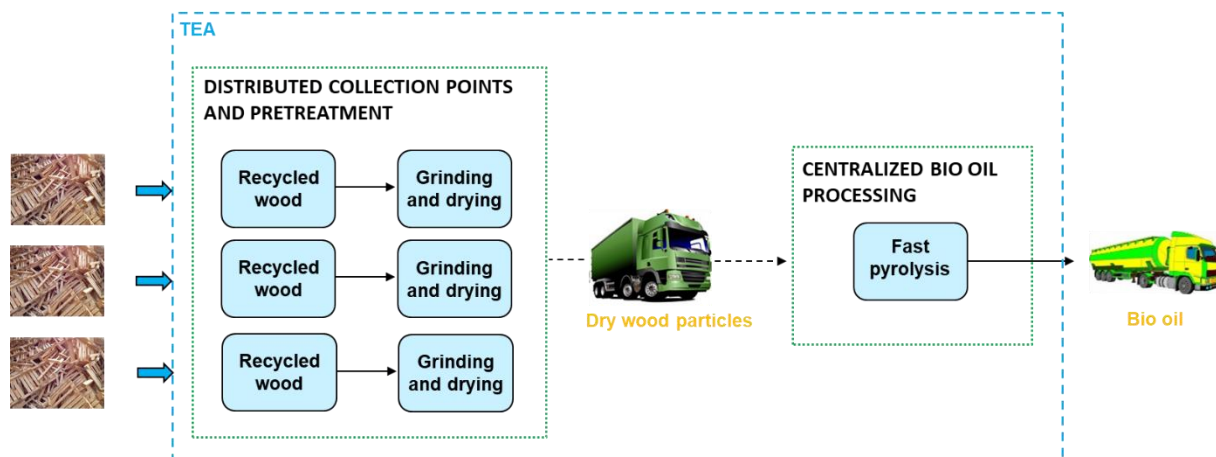 TEA
DISTRIBUTED COLLECTION POINTS
AND PRETREATMENT
Recycled
wood
Grinding
and drying
Recycled
wood
Grinding
and drying
Recycled
wood
Grinding
and drying
Dry wood particles
CENTRALIZED BIO OIL
PROCESSING
Fast
pyrolysis
Bio oil